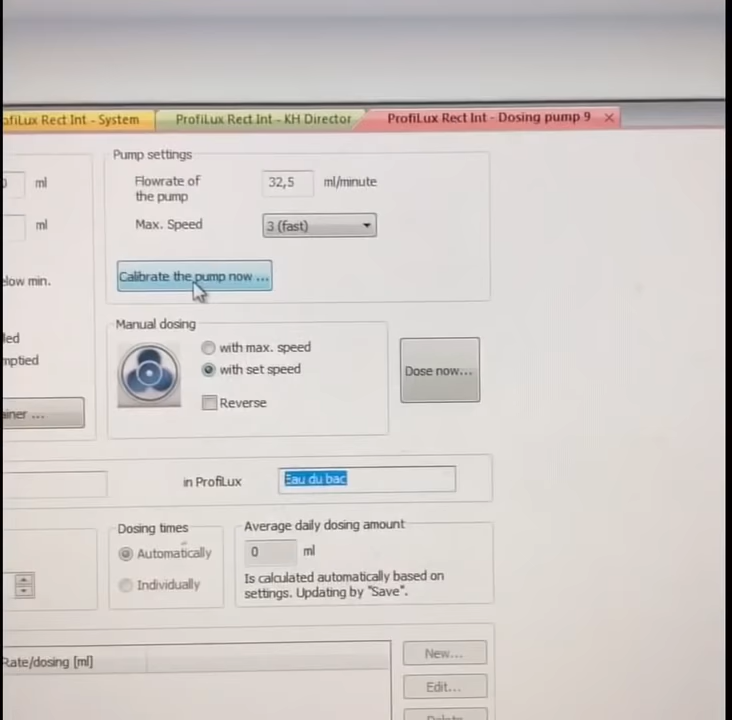 ofiLux Rect Int - System
ProfiLux Rect Int - KH Director
ProfiLux Rect Int - Dosing pump 9
Pump settings
ml
Flowrate of
the pump
32,5
ml/minute
ml
Max. Speed
3 (fast)
elow min.
Calibrate the pump now ...
Manual dosing
led
with max. speed
mptied
with set speed
Dose now...
Reverse
ainer ...
in ProfiLux
Eau du bac
Dosing times
Average daily dosing amount
Automatically
0
ml
Individually
Is calculated automatically based on
settings. Updating by "Save".
Rate/dosing [ml]
New...
Edit...